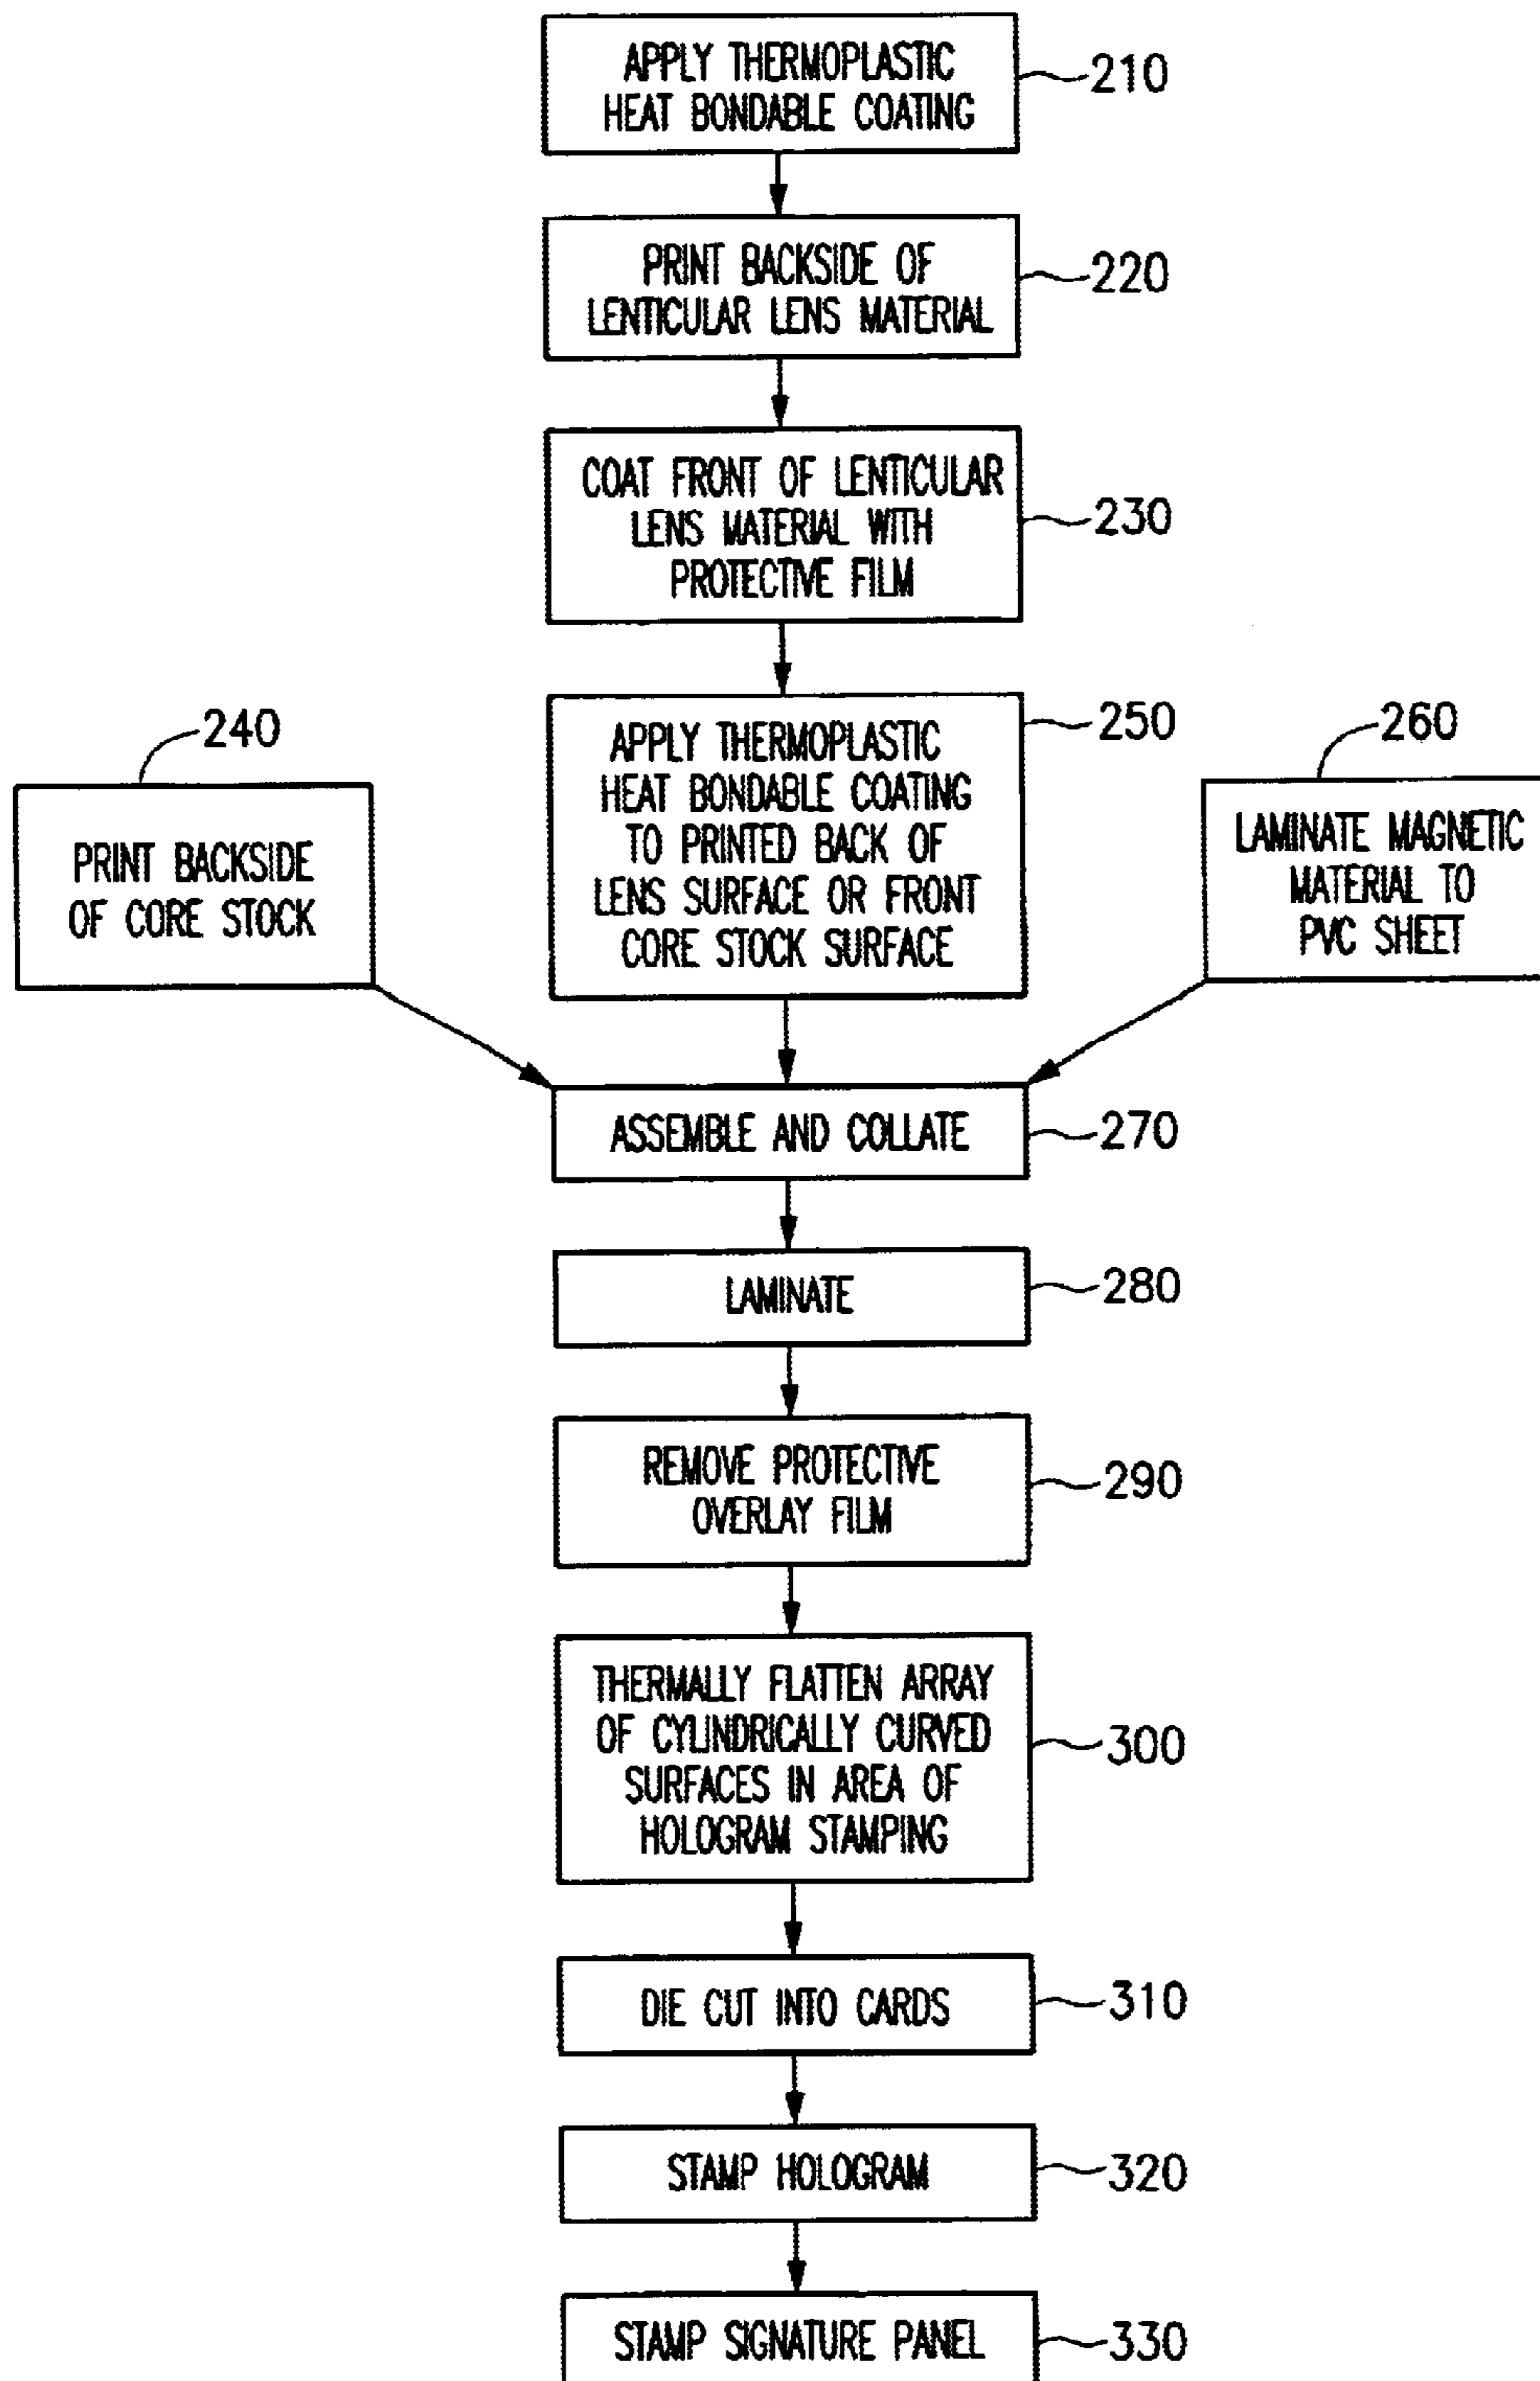 APPLY THERMOPLASTIC
HEAT BONDABLE COATING
210
PRINT BACKSIDE OF
LENTICULAR LENS MATERIAL
220
COAT FRONT OF LENTICULAR
LENS MATERIAL WITH
PROTECTIVE FILM
230
240
PRINT BACKSIDE
OF CORE STOCK
APPLY THERMOPLASTIC
HEAT BONDABLE COATING
TO PRINTED BACK OF
LENS SURFACE OR FRONT
CORE STOCK SURFACE
250
260
LAMINATE MAGNETIC
MATERIAL TO
PVC SHEET
ASSEMBLE AND COLLATE
270
LAMINATE
280
REMOVE PROTECTIVE
OVERLAY FILM
290
THERMALLY FLATTEN ARRAY
OF CYLINDRICALLY CURVED
SURFACES IN AREA OF
HOLOGRAM STAMPING
300
DIE CUT INTO CARDS
310
STAMP HOLOGRAM
320
STAMP SIGNATURE PANEL
330